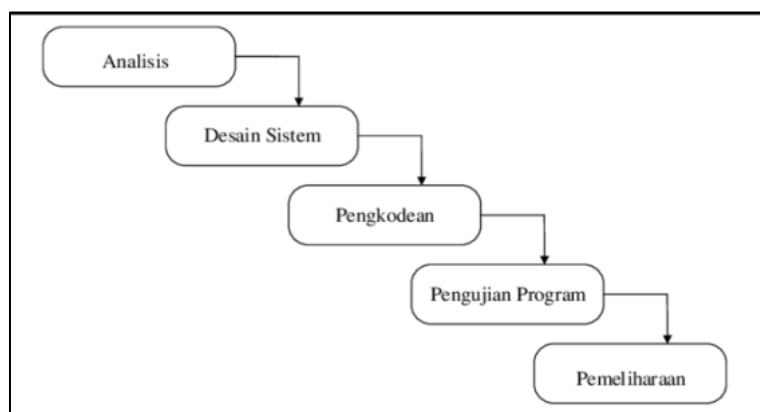 Analisis
Desain Sistem
Pengkodean
Pengujian Program
Pemeliharaan